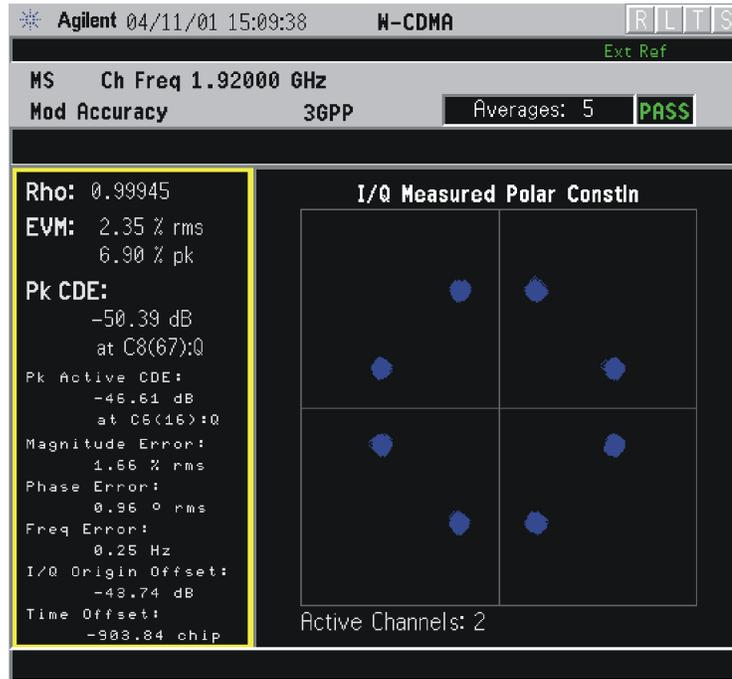 Agilent 04/11/01 15:09:38 W-CDMA R L T S
Ext Ref
MS Ch Freq 1.92000 GHz
Mod Accuracy 3GPP Averages: 5 PASS
Rho: 0.99945
EVM: 2.35 % rms
6.90 % pk
Pk CDE:
-50.39 dB
at C8(67):Q
Pk Active CDE:
-46.61 dB
at C6(16):Q
Magnitude Error:
1.66 % rms
Phase Error:
0.96 º rms
Freq Error:
0.25 Hz
I/Q Origin Offset:
-43.74 dB
Time Offset:
-903.84 chip
I/Q Measured Polar Constln
Active Channels: 2